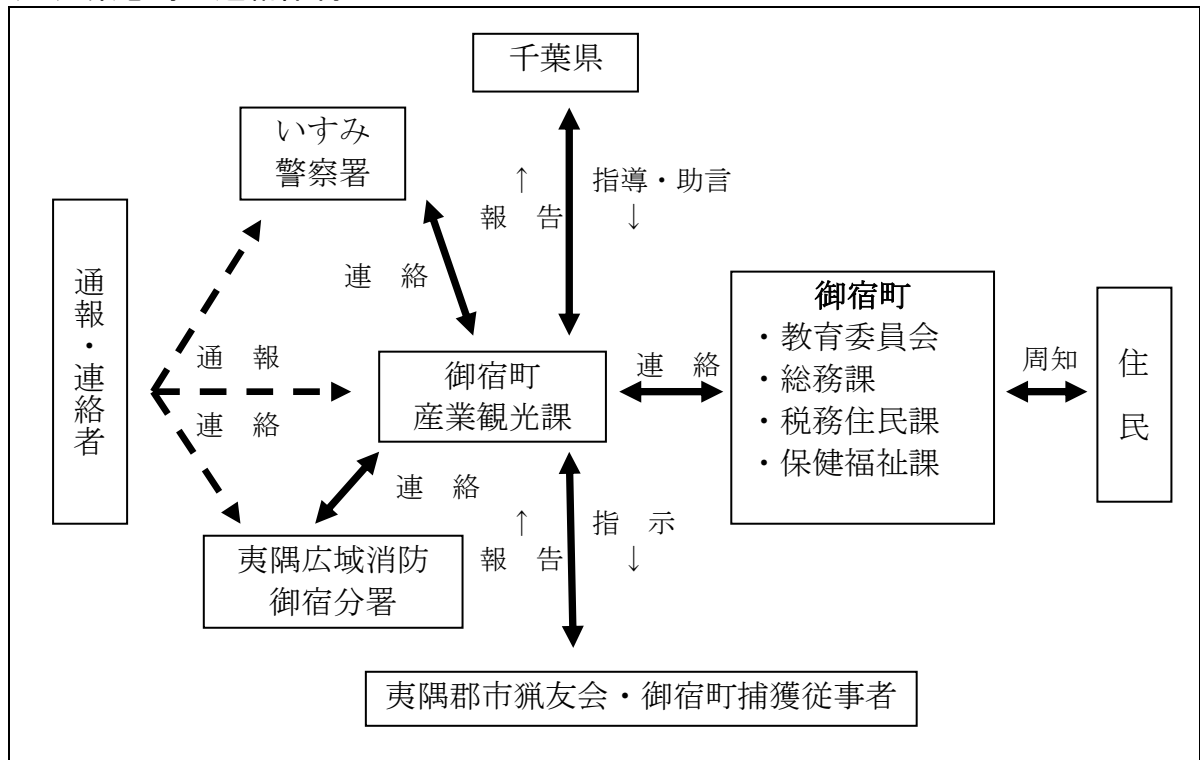 千葉県
いすみ
警察署
↑
報　告
指導・助言
↓
連　絡
通報・連絡者
通　報
連　絡
御宿町
産業観光課
連　絡
御宿町
・教育委員会
・総務課
・税務住民課
・保健福祉課
周知
住民
連　絡
夷隅広域消防
御宿分署
↑
報　告
指　示
↓
夷隅郡市猟友会・御宿町捕獲従事者